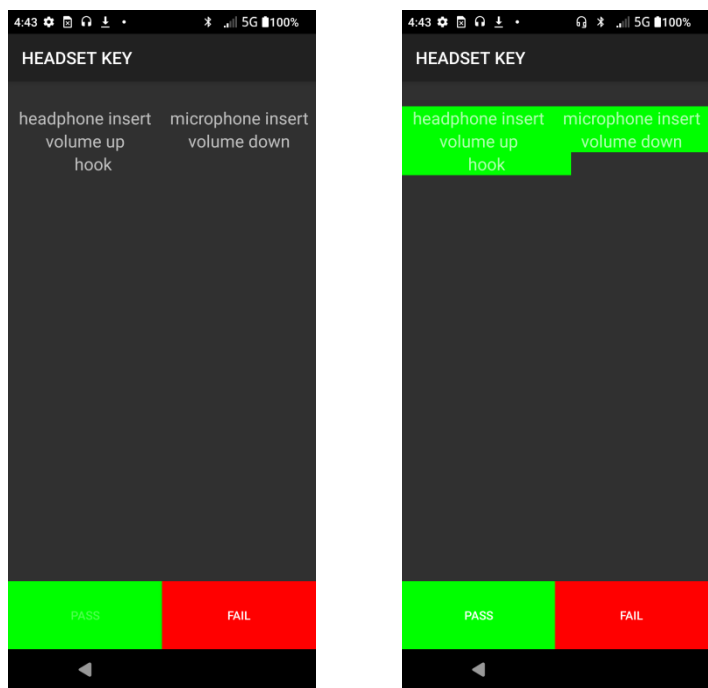 4:43 5G 100%
HEADSET KEY
headphone insert microphone insert
volume up volume down
hook
PASS FAIL
4:43 5G 100%
HEADSET KEY
headphone insert microphone insert
volume up volume down
hook
PASS FAIL